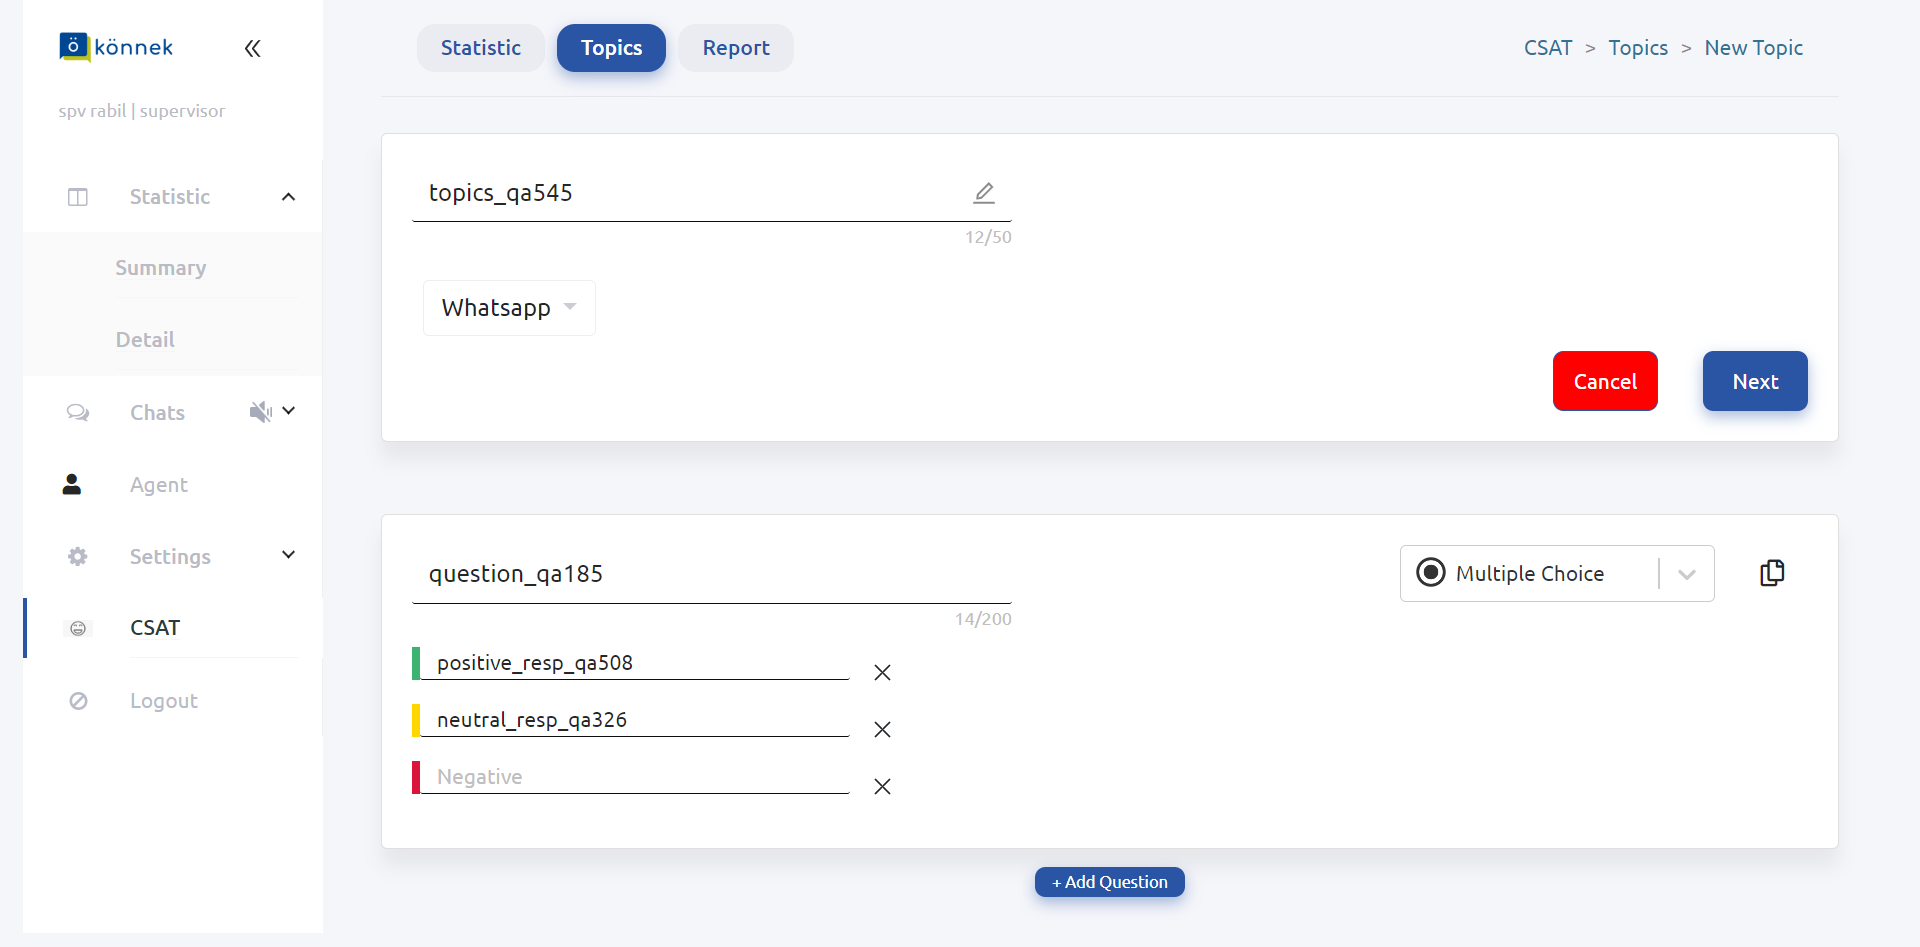 könnek
spv rabil | supervisor
Statistic
Summary
Detail
Chats
Agent
Settings
CSAT
Logout
Statistic Topics Report
CSAT > Topics > New Topic
topics_qa545
12/50
Whatsapp
Cancel Next
question_qa185
Multiple Choice
14/200
positive_resp_qa508
neutral_resp_qa326
Negative
+ Add Question